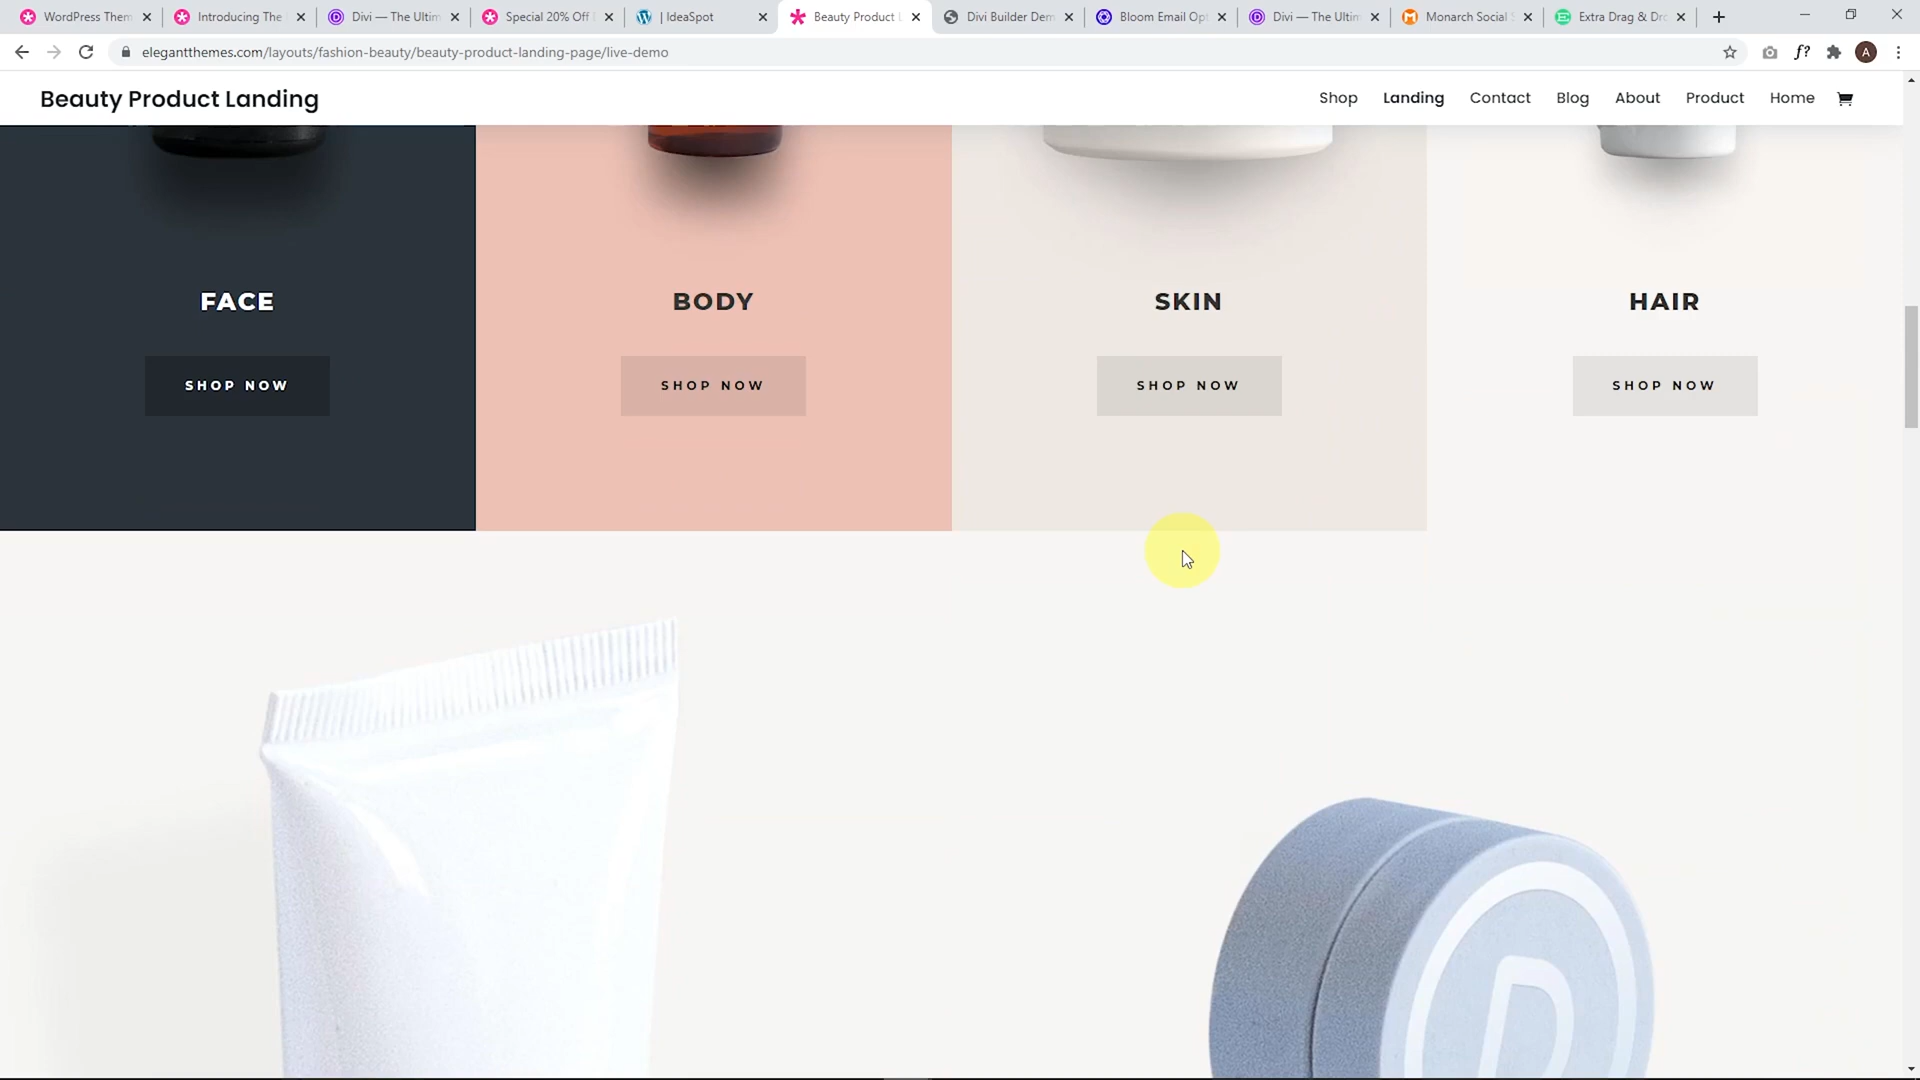 WordPress Them
Introducing The
Divi — The Ultim
Special 20% Off
| IdeaSpot
Beauty Product L
Divi Builder Dem
Bloom Email Opt
Divi — The Ultim
Monarch Social S
Extra Drag & Dro
elegantthemes.com/layouts/fashion-beauty/beauty-product-landing-page/live-demo
f?
A
Beauty Product Landing
Shop
Landing
Contact
Blog
About
Product
Home
FACE
BODY
SKIN
HAIR
SHOP NOW
SHOP NOW
SHOP NOW
SHOP NOW
D